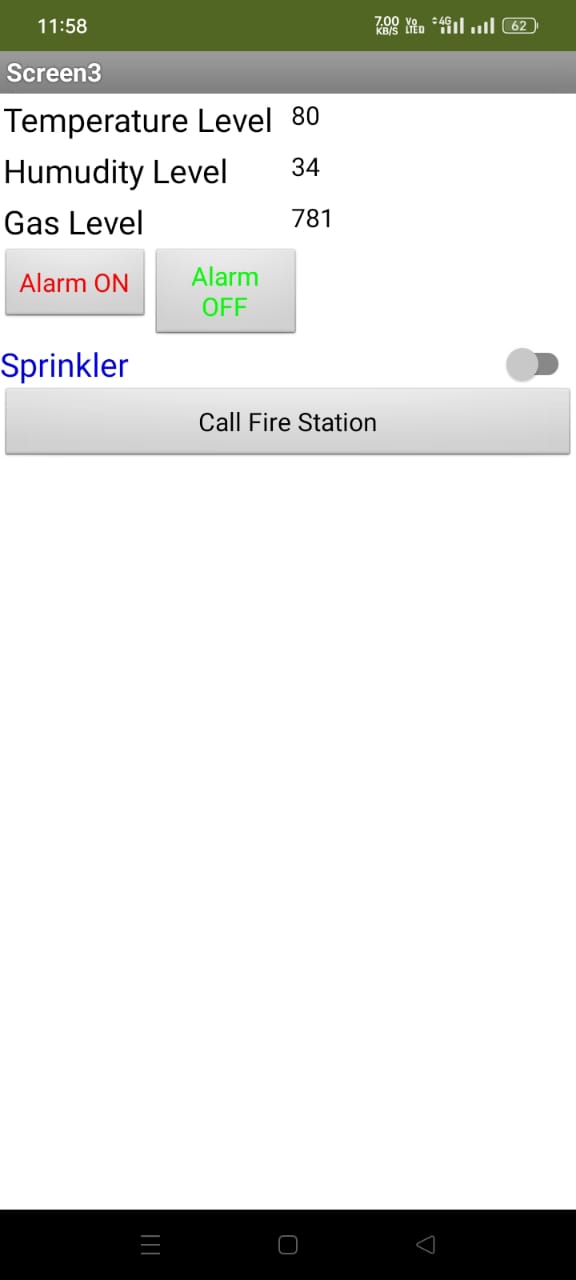 11:58 7.00 KB/S Vo LTE 4G 62
Screen3
Temperature Level 80
Humudity Level 34
Gas Level 781
Alarm ON
Alarm
OFF
Sprinkler
Call Fire Station